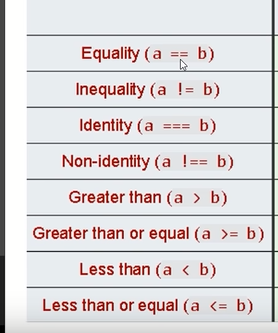 Equality (a == b)
Inequality (a != b)
Identity (a === b)
Non-identity (a !== b)
Greater than (a > b)
Greater than or equal (a >= b)
Less than (a < b)
Less than or equal (a <= b)